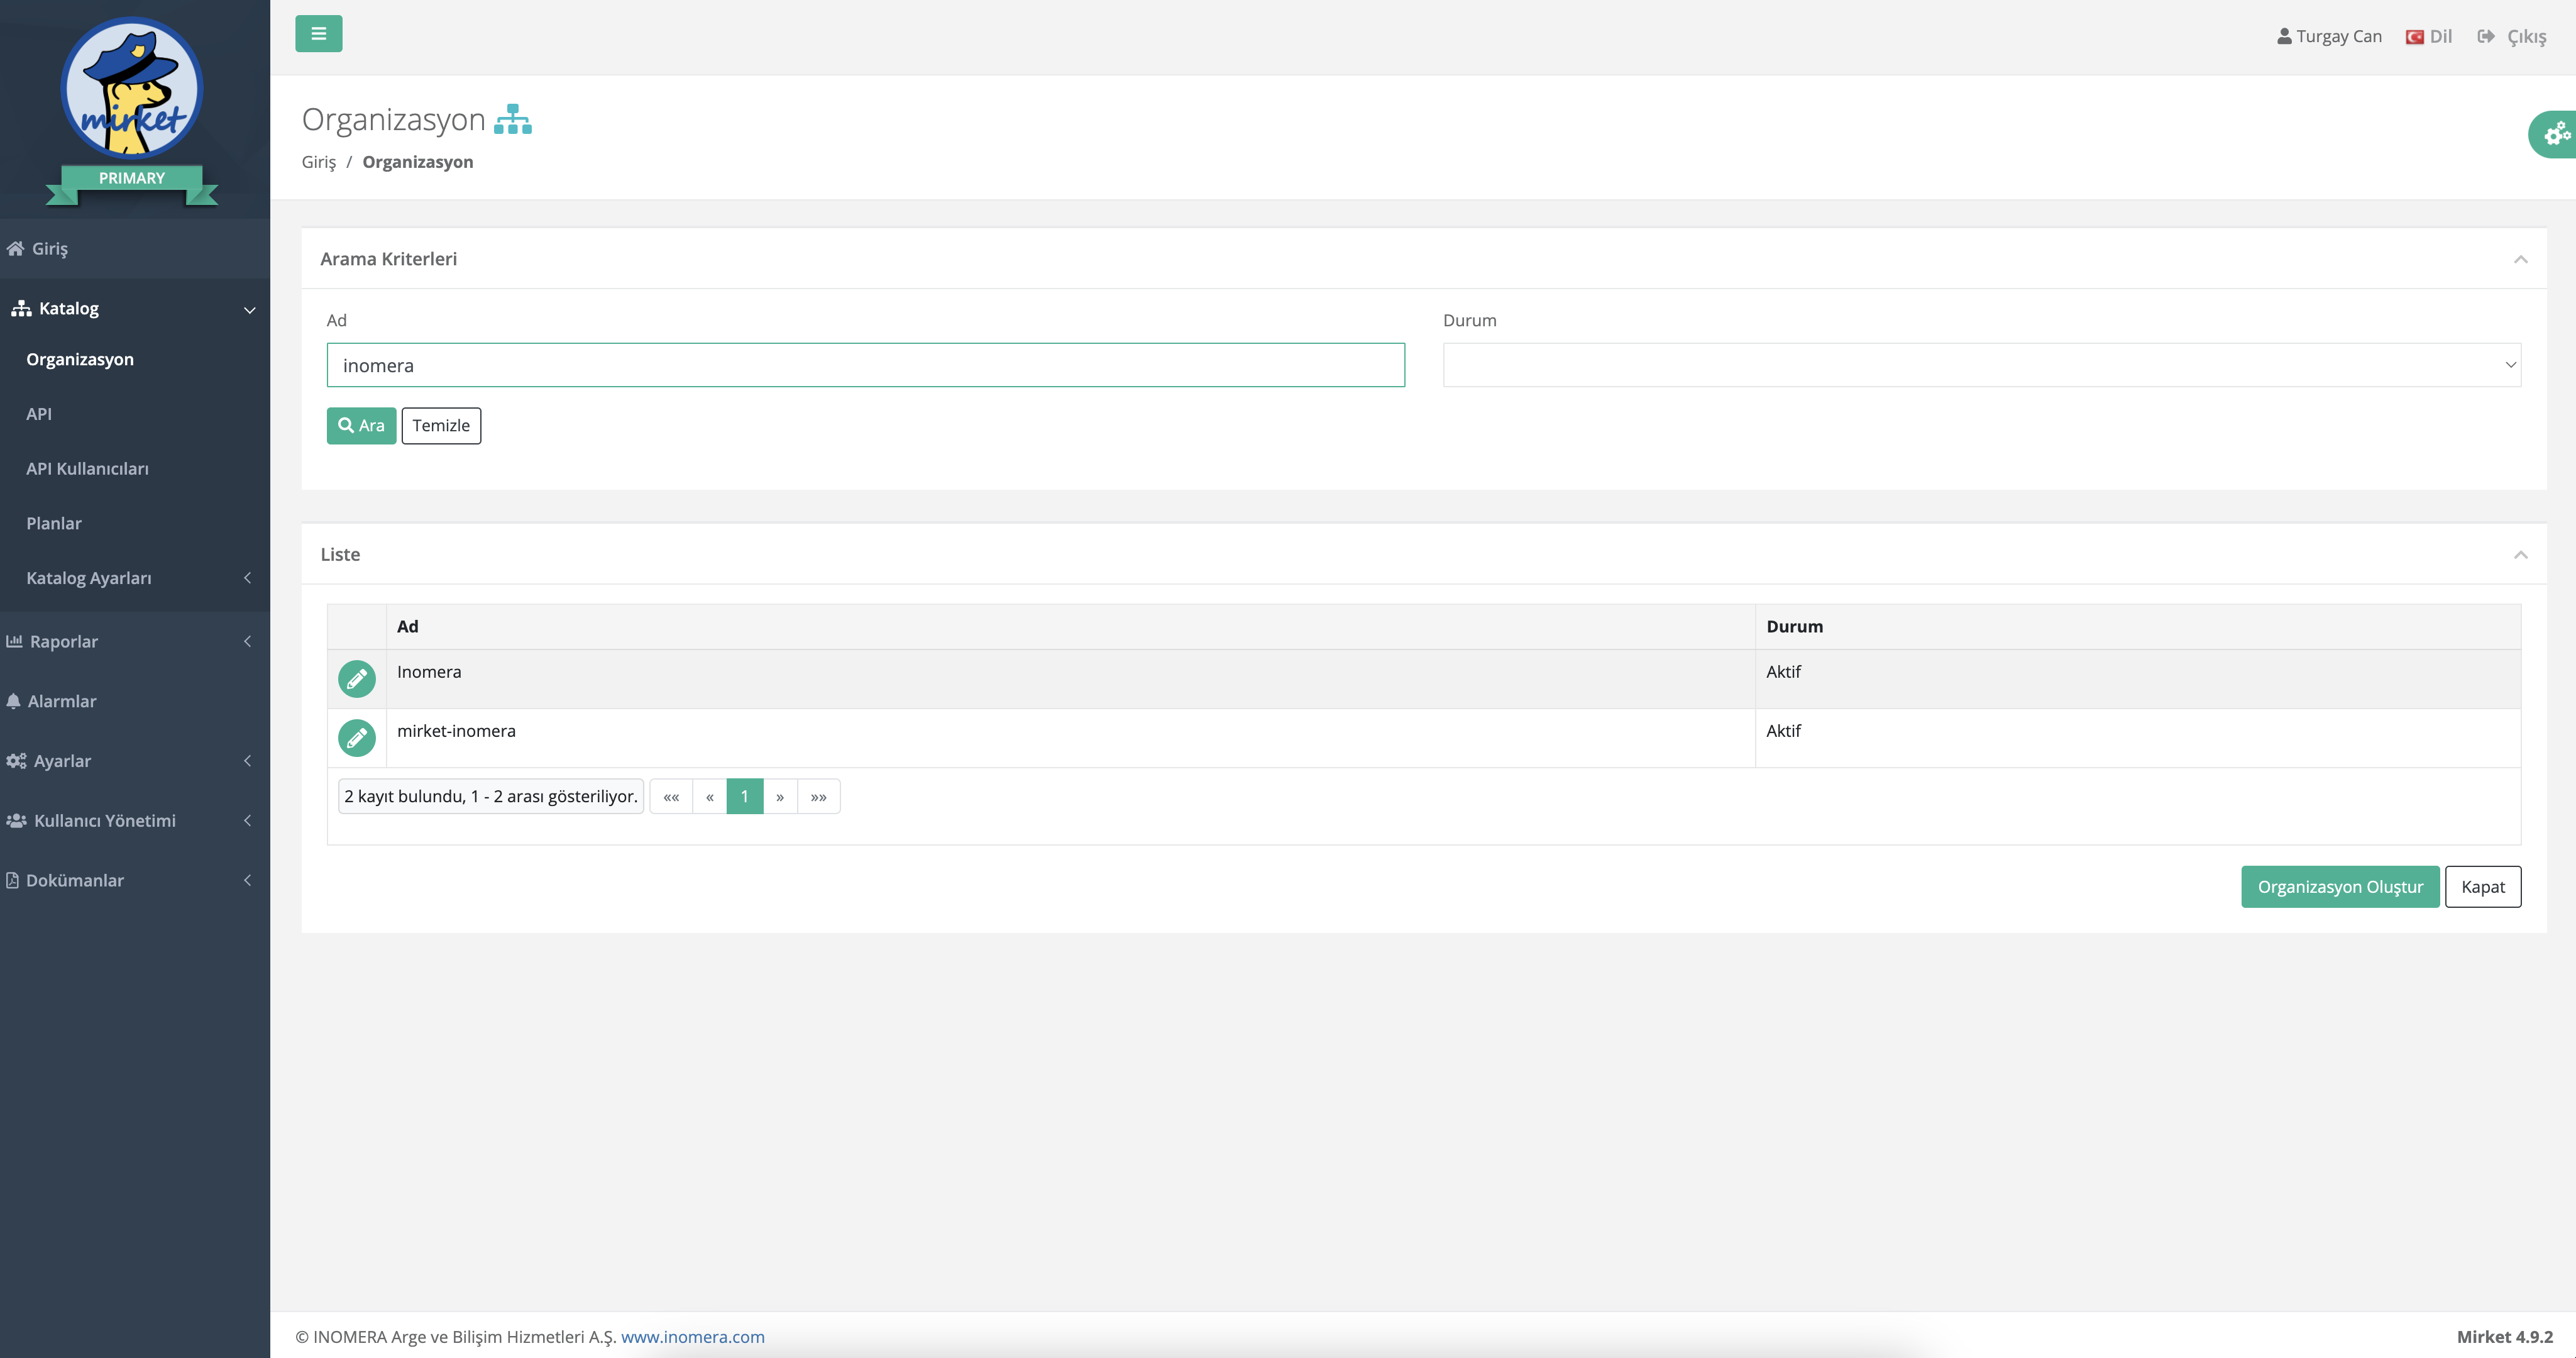 mirket
PRIMARY
Giriş
Katalog
Organizasyon
API
API Kullanıcıları
Planlar
Katalog Ayarları
Raporlar
Alarmlar
Ayarlar
Kullanıcı Yönetimi
Dokümanlar
Turgay Can
Dil
Çıkış
Organizasyon
Giriş / Organizasyon
Arama Kriterleri
Ad
Durum
inomera
Ara
Temizle
Liste
Ad Durum
Inomera Aktif
mirket-inomera Aktif
2 kayıt bulundu, 1 - 2 arası gösteriliyor. «« « 1 » »»
Organizasyon Oluştur
Kapat
© INOMERA Arge ve Bilişim Hizmetleri A.Ş. www.inomera.com
Mirket 4.9.2